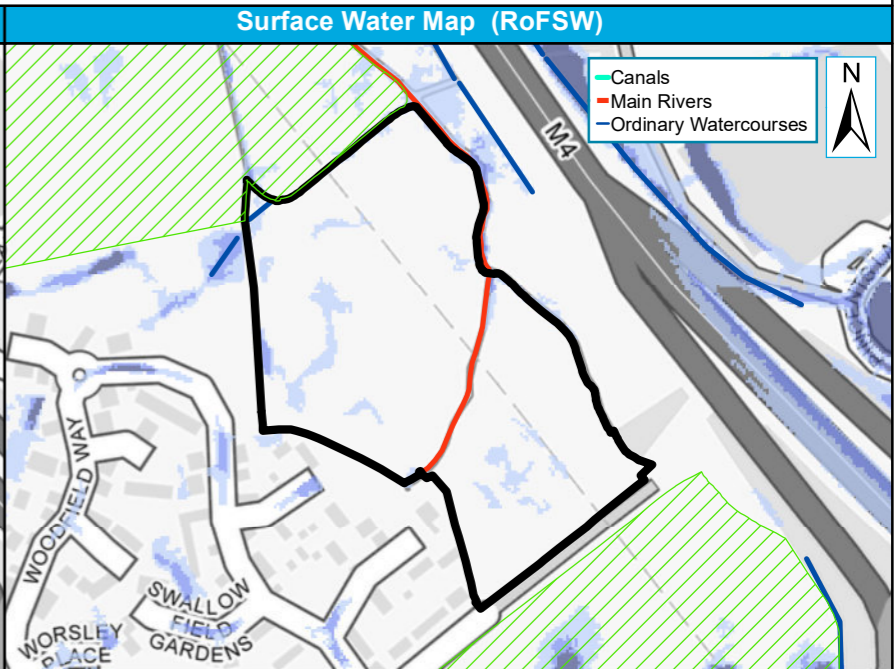 Surface Water Map (RoFSW)
Canals
Main Rivers
Ordinary Watercourses
N
M4
WOODFIELD WAY
SWALLOW
FIELD
GARDENS
WORSLEY
PLACE